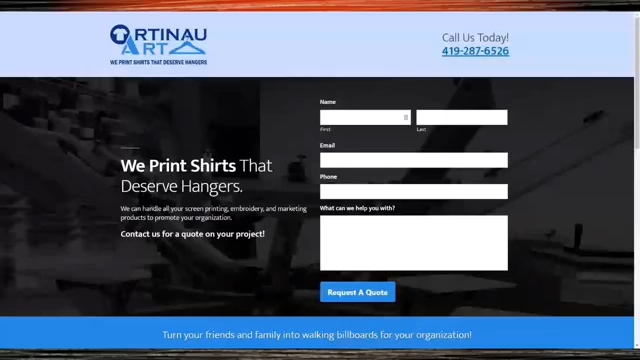 ORTINAU
ART
WE PRINT SHIRTS THAT DESERVE HANGERS
Call Us Today!
419-287-6526
Name
First
Last
Email
Phone
What can we help you with?
Request A Quote
We Print Shirts That
Deserve Hangers.
We can handle all your screen printing, embroidery, and marketing
products to promote your organization.
Contact us for a quote on your project!
Turn your friends and family into walking billboards for your organization!